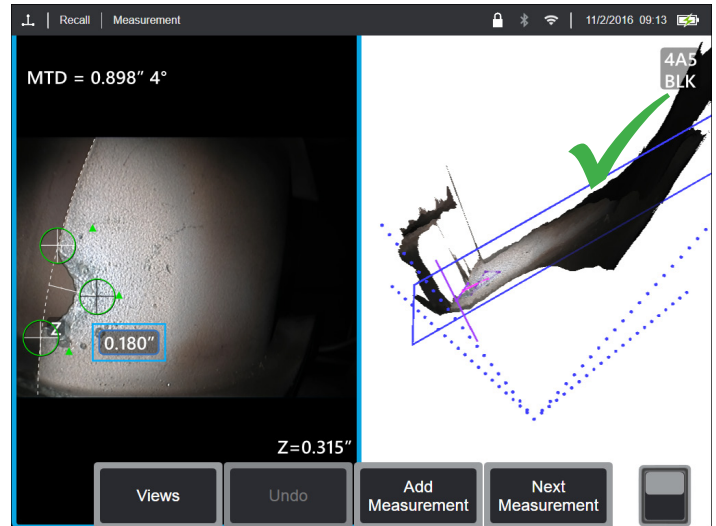 Recall | Measurement
11/2/2016 09:13
MTD = 0.898″ 4°
4A5
BLK
Z.
0.180″
Z=0.315″
Views
Undo
Add
Measurement
Next
Measurement